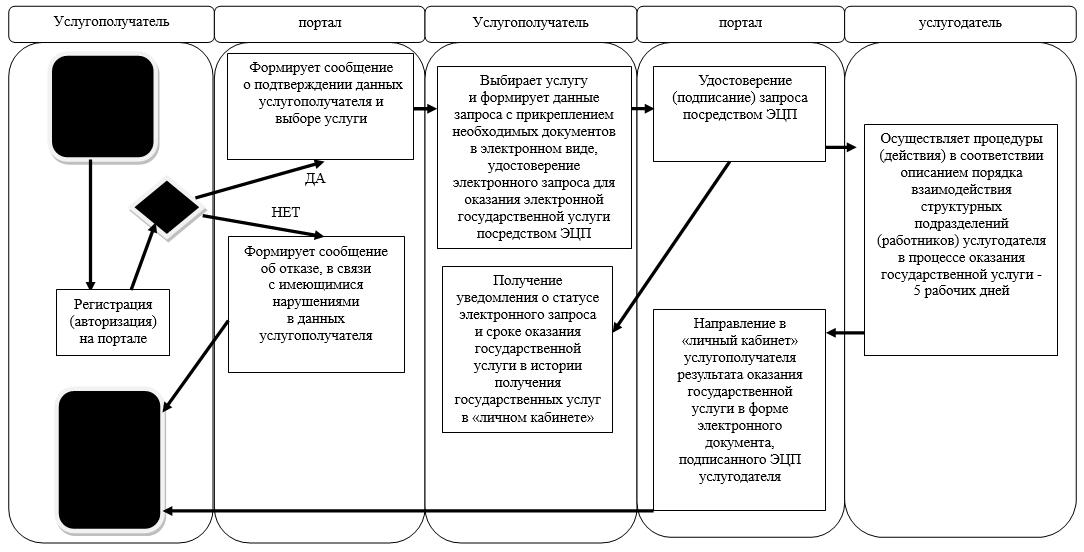 Услугополучатель
портал
Услугополучатель
портал
услугодатель
Регистрация
(авторизация)
на портале
Формирует сообщение
о подтверждении данных
услугополучателя и
выборе услуги
ДА
НЕТ
Формирует сообщение
об отказе, в связи
с имеющимися
нарушениями
в данных
услугополучателя
Выбирает услугу
и формирует данные
запроса с прикреплением
необходимых документов
в электронном виде,
удостоверение
электронного запроса для
оказания электронной
государственной услуги
посредством ЭЦП
Получение
уведомления о статусе
электронного запроса
и сроке оказания
государственной
услуги в истории
получения
государственных услуг
в «личном кабинете»
Удостоверение
(подписание) запроса
посредством ЭЦП
Направление в
«личный кабинет»
услугополучателя
результата оказания
государственной
услуги в форме
электронного
документа,
подписанного ЭЦП
услугодателя
Осуществляет процедуры
(действия) в соответствии
описанием порядка
взаимодействия
структурных
подразделений
(работников) услугодателя
в процессе оказания
государственной услуги -
5 рабочих дней